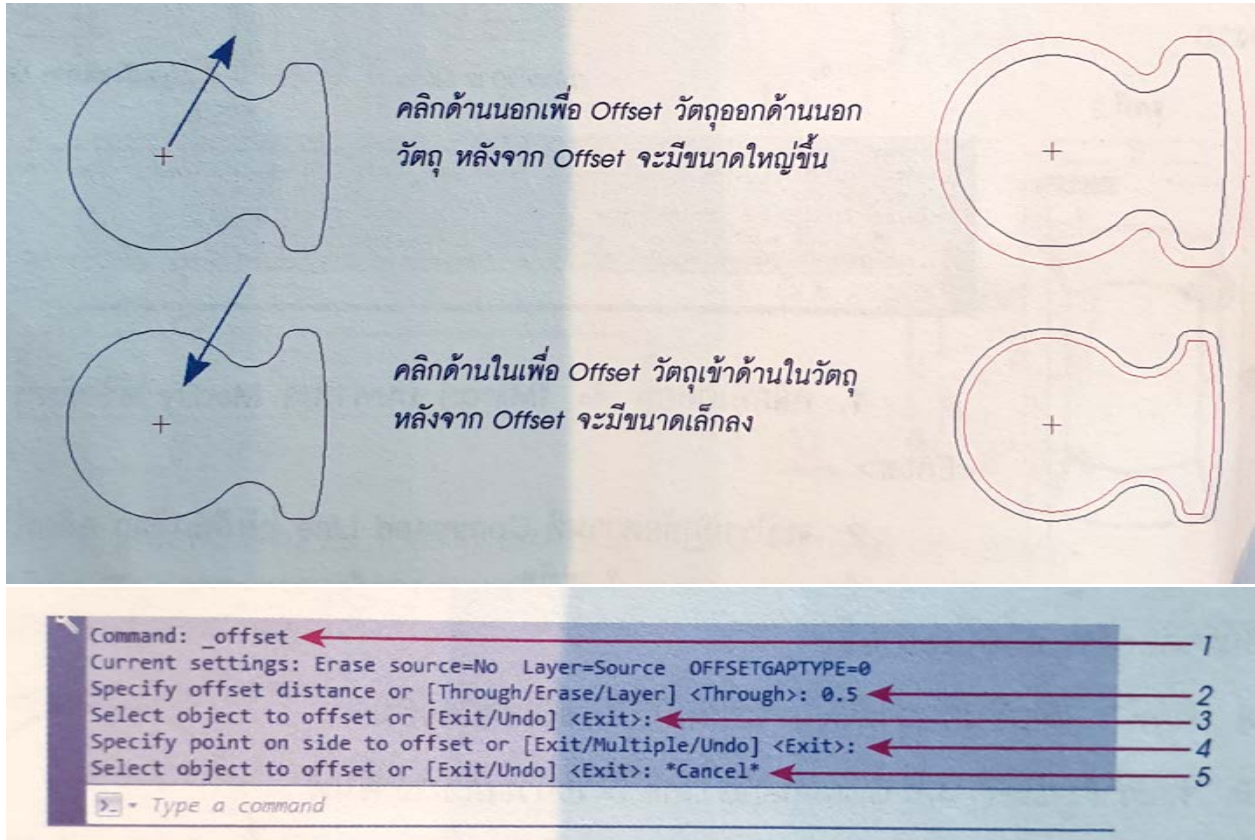 คลิกด้านนอกเพื่อ Offset วัตถุออกด้านนอก
วัตถุ หลังจาก Offset จะมีขนาดใหญ่ขึ้น
คลิกด้านในเพื่อ Offset วัตถุเข้าด้านในวัตถุ
หลังจาก Offset จะมีขนาดเล็กลง
Command: _offset 1
Current settings: Erase source=No Layer=Source OFFSETGAPTYPE=0
Specify offset distance or [Through/Erase/Layer] <Through>: 0.5 2
Select object to offset or [Exit/Undo] <Exit>: 3
Specify point on side to offset or [Exit/Multiple/Undo] <Exit>: 4
Select object to offset or [Exit/Undo] <Exit>: *Cancel* 5
Type a command